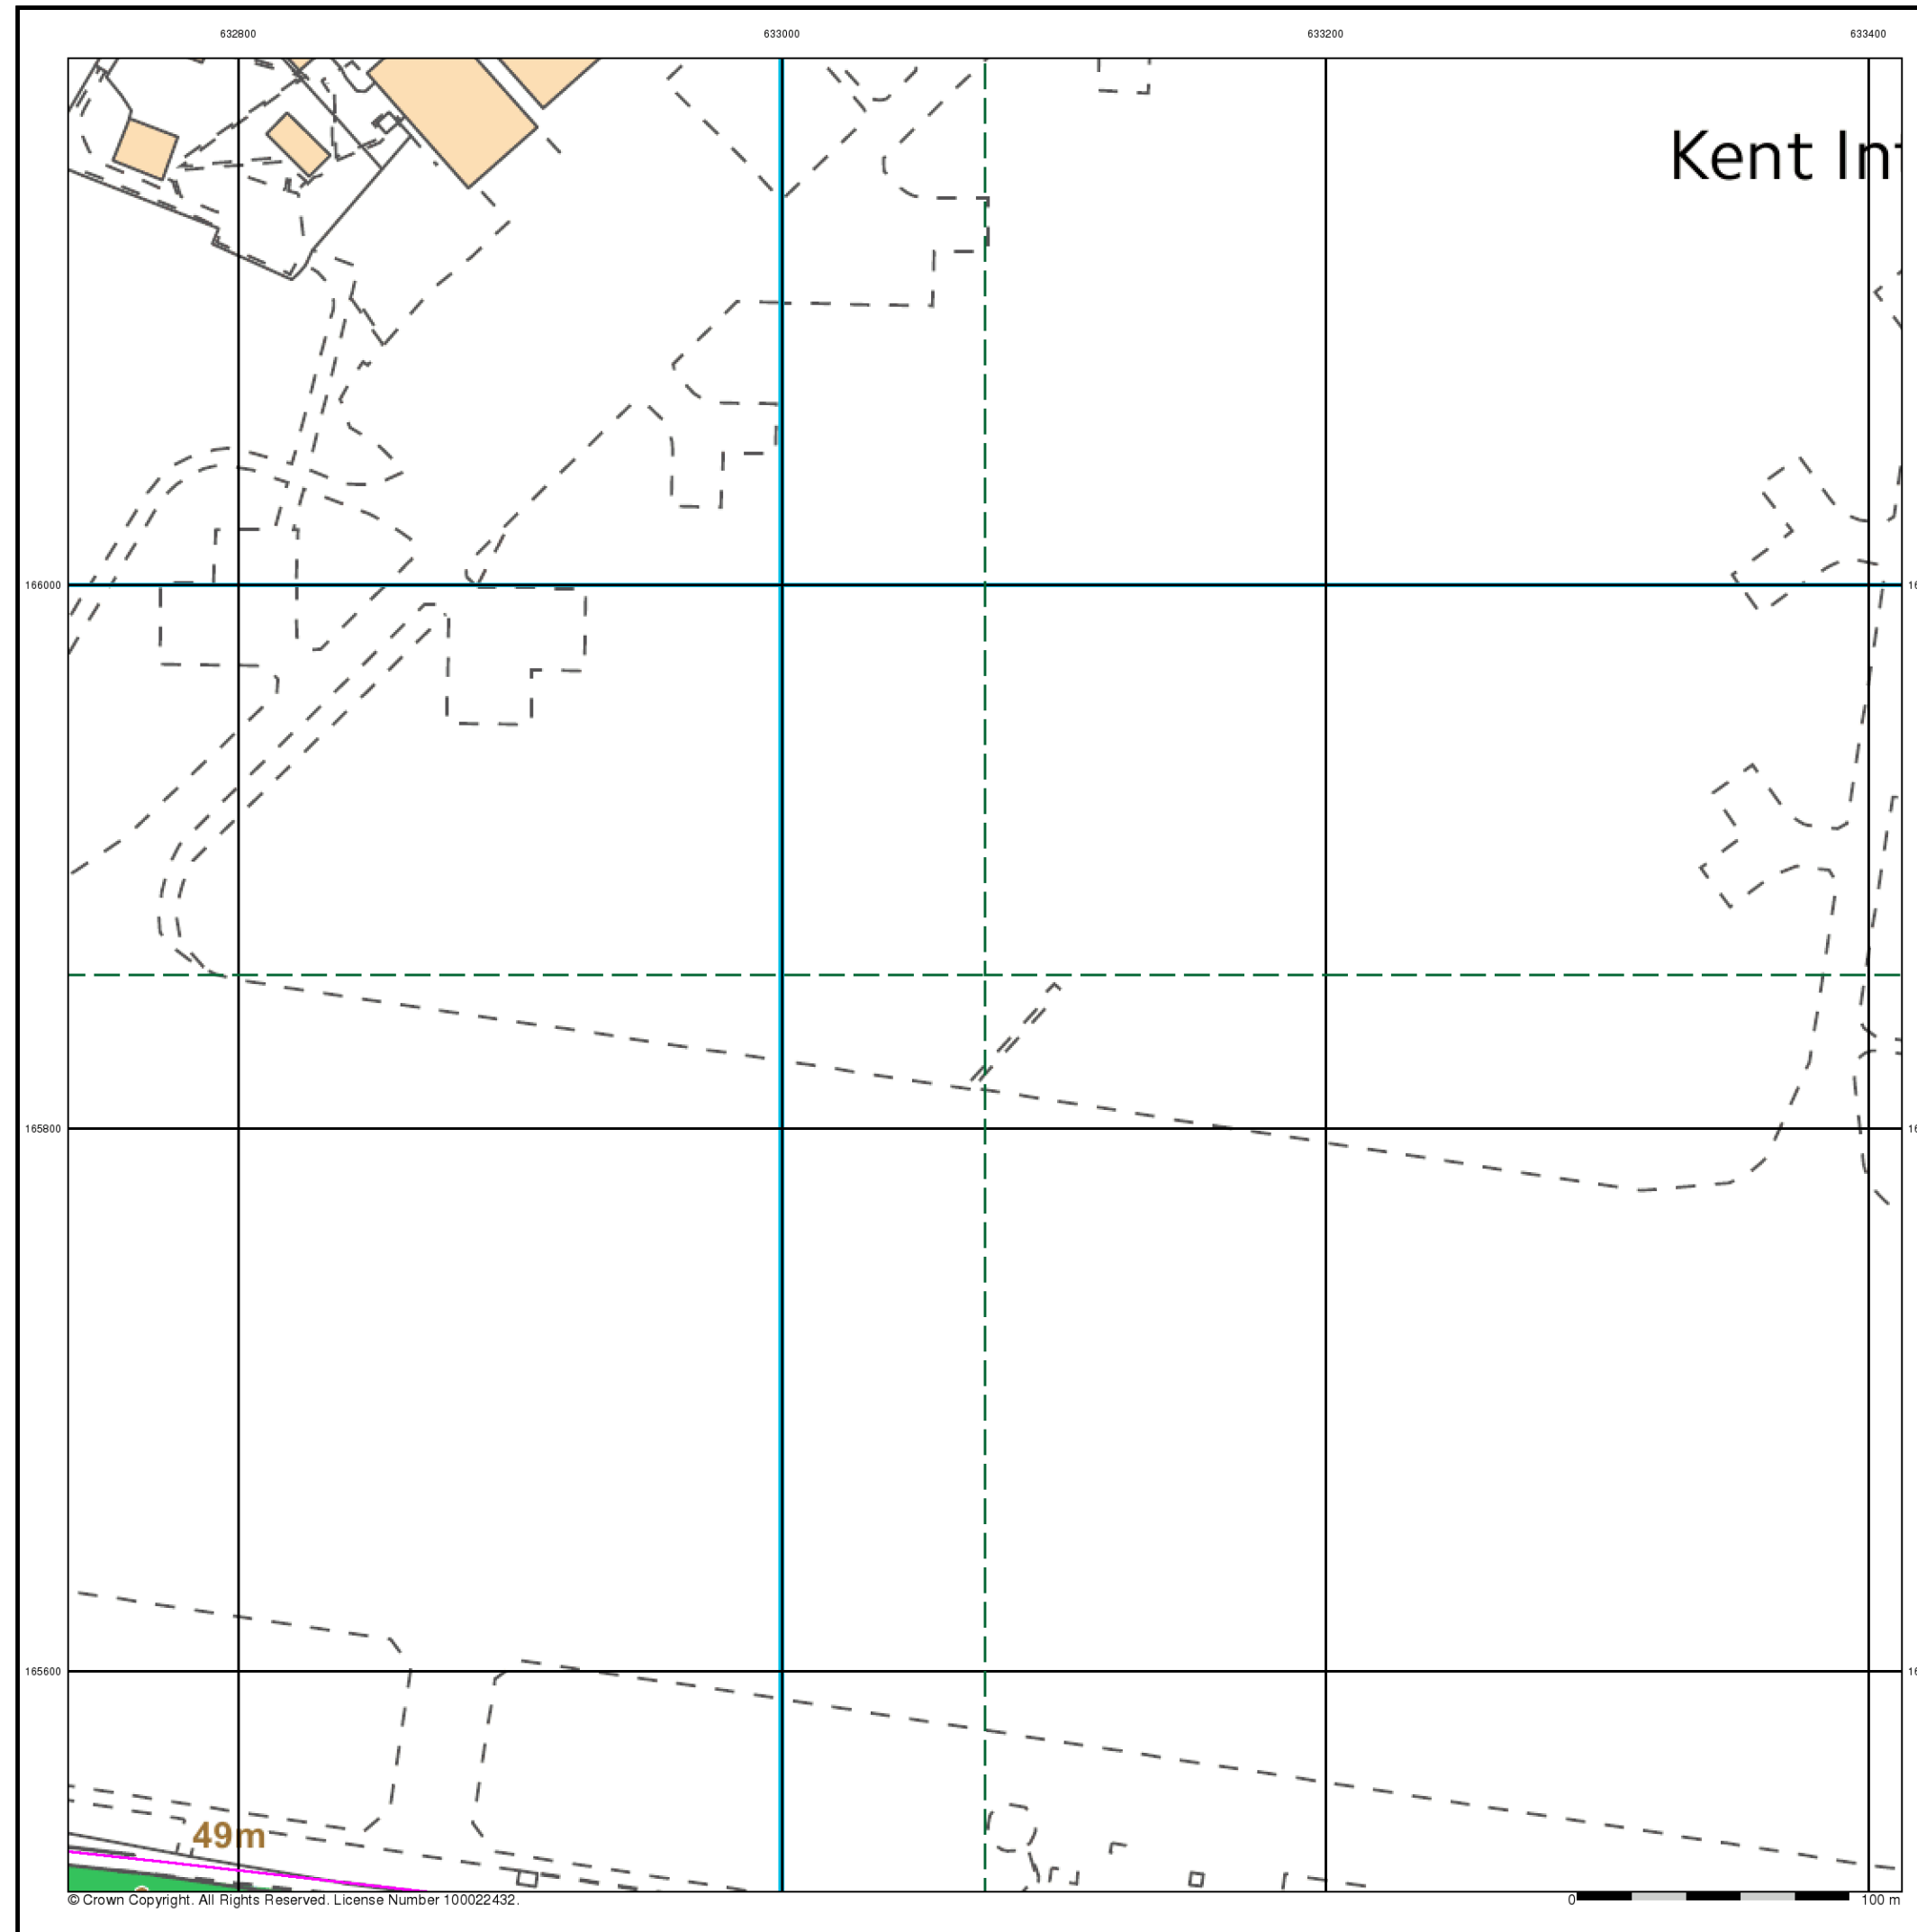 632800 633000 633200 633400
Kent In
166000
165800
165600
49m
© Crown Copyright. All Rights Reserved. License Number 100022432.
0 100 m